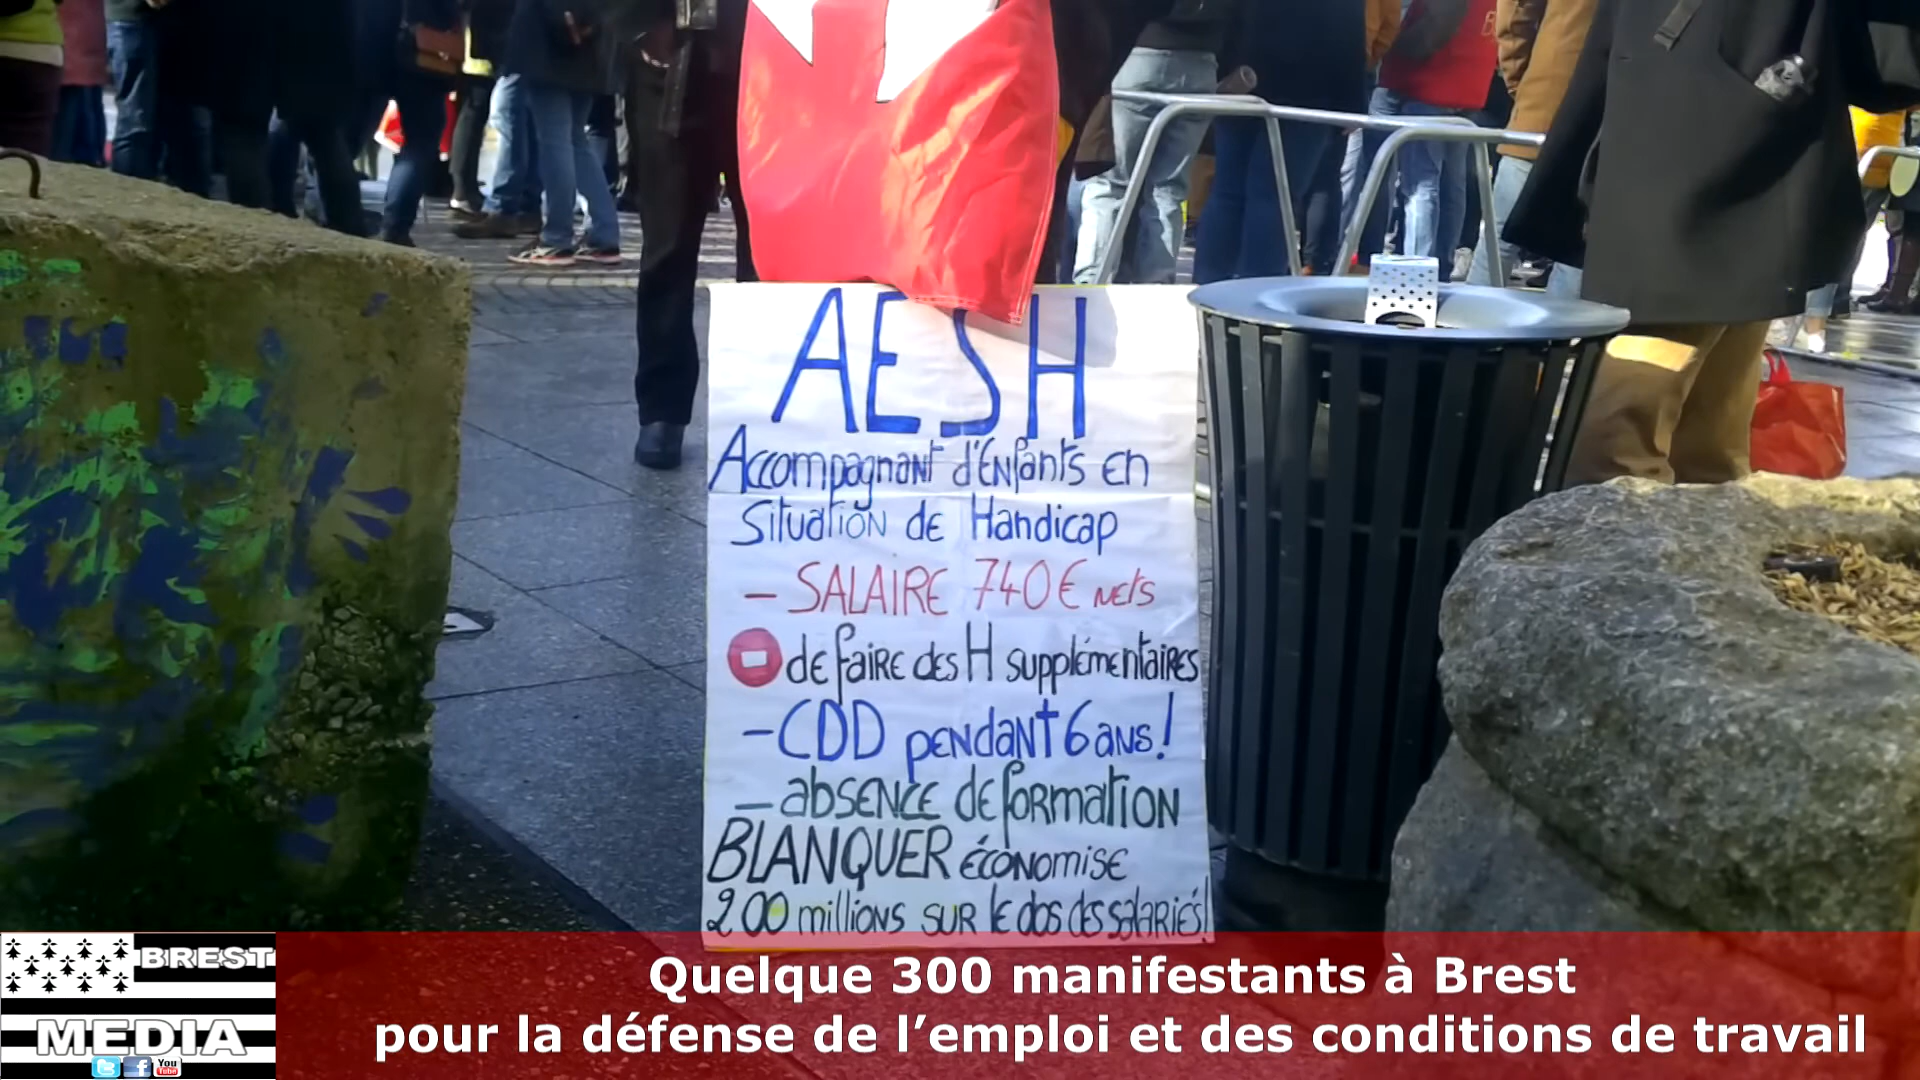 AESH
Accompagnant d'Enfants en
Situation de Handicap
- SALAIRE 740€ nets
de faire des H supplémentaires
- CDD pendant 6 ans!
- absence de formation
BLANQUER économise
200 millions sur le dos des salariés!
BREST
MEDIA
You
Tube
Quelque 300 manifestants à Brest
pour la défense de l’emploi et des conditions de travail